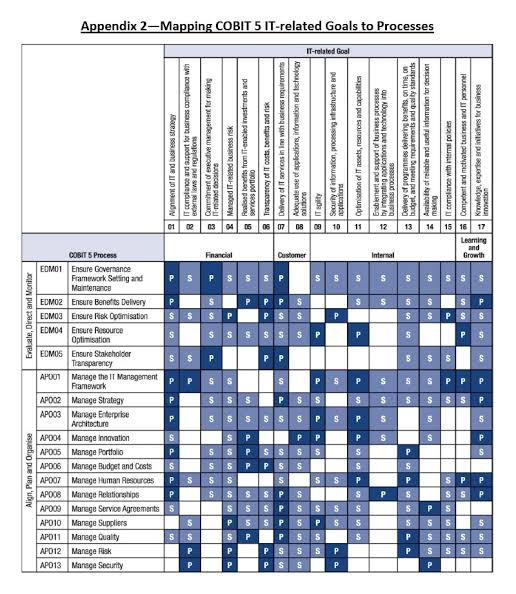 Appendix 2—Mapping COBIT 5 IT-related Goals to Processes
IT-related Goal
Alignment of IT and business strategy
IT compliance and support for business compliance with external laws and regulations
Commitment of executive management for making IT-related decisions
Managed IT-related business risk
Realised benefits from IT-enabled investments and services portfolio
Transparency of IT costs, benefits and risk
Delivery of IT services in line with business requirements
Adequate use of applications, information and technology solutions
IT agility
Security of information, processing infrastructure and applications
Optimisation of IT assets, resources and capabilities
Enablement and support of business processes by integrating applications and technology into business processes
Delivery of programmes delivering benefits, on time, on budget, and meeting requirements and quality standards
Availability of reliable and useful information for decision making
IT compliance with internal policies
Competent and motivated business and IT personnel
Knowledge, expertise and initiatives for business innovation
01 02 03 04 05 06 07 08 09 10 11 12 13 14 15 16 17
COBIT 5 Process Financial Customer Internal Learning and Growth
Evaluate, Direct and Monitor
EDM01 Ensure Governance Framework Setting and Maintenance P S P S S S P S S S S S S S S S
EDM02 Ensure Benefits Delivery P S P P P S S S S S S P
EDM03 Ensure Risk Optimisation S S S P P S S P S S P S S
EDM04 Ensure Resource Optimisation S S S S S S S P P S P S
EDM05 Ensure Stakeholder Transparency S S P P P S S S S
Align, Plan and Organise
APO01 Manage the IT Management Framework P P S S S P S P S S S P P P
APO02 Manage Strategy P S S S P S S S S S S S S P
APO03 Manage Enterprise Architecture P S S S S S S P S P S S S
APO04 Manage Innovation S S P P P P S S P
APO05 Manage Portfolio P S S P S S S S S P S
APO06 Manage Budget and Costs S S S P P S S S S
APO07 Manage Human Resources P S S S S S S P P S P P
APO08 Manage Relationships P S S S S P S S P S S S P
APO09 Manage Service Agreements S S S S P S S S S S P S
APO10 Manage Suppliers S P S S P S P S S S S S S
APO11 Manage Quality S S S P P S S S P S S S S
APO12 Manage Risk P P P S S S P P S S S S
APO13 Manage Security P P P S S P P